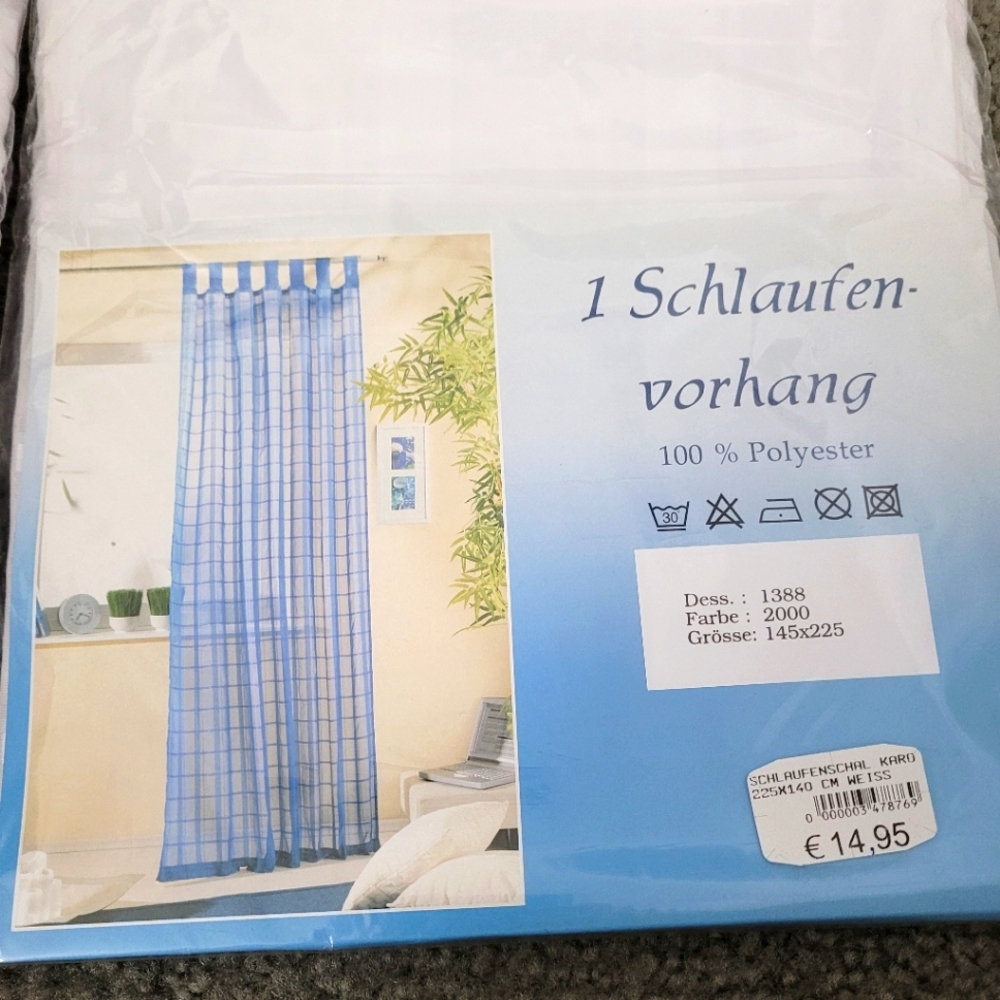 1 Schlaufen-
vorhang
100 % Polyester
30
Dess. : 1388
Farbe : 2000
Grösse: 145x225
SCHLAUFENSCHAL KARO
225X140 CM WEISS
0 000003 478769
€ 14,95